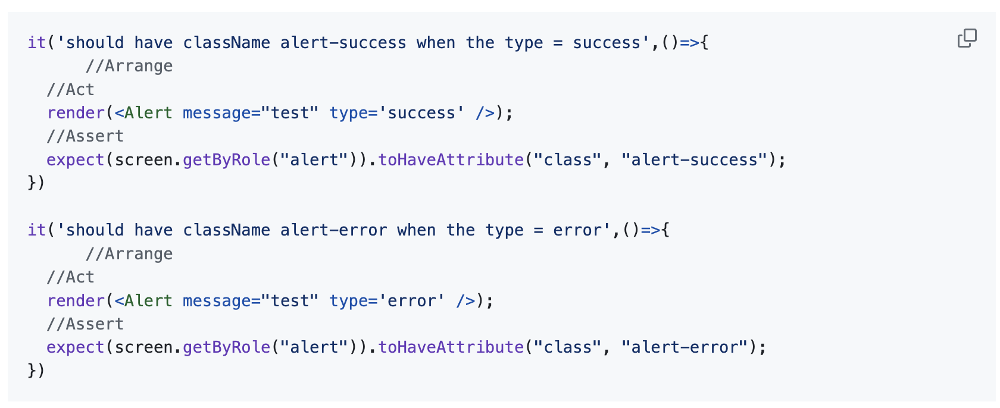 it('should have className alert-success when the type = success',()=>{
      //Arrange
  //Act
  render(<Alert message="test" type='success' />);
  //Assert
  expect(screen.getByRole("alert")).toHaveAttribute("class", "alert-success");
})

it('should have className alert-error when the type = error',()=>{
      //Arrange
  //Act
  render(<Alert message="test" type='error' />);
  //Assert
  expect(screen.getByRole("alert")).toHaveAttribute("class", "alert-error");
})